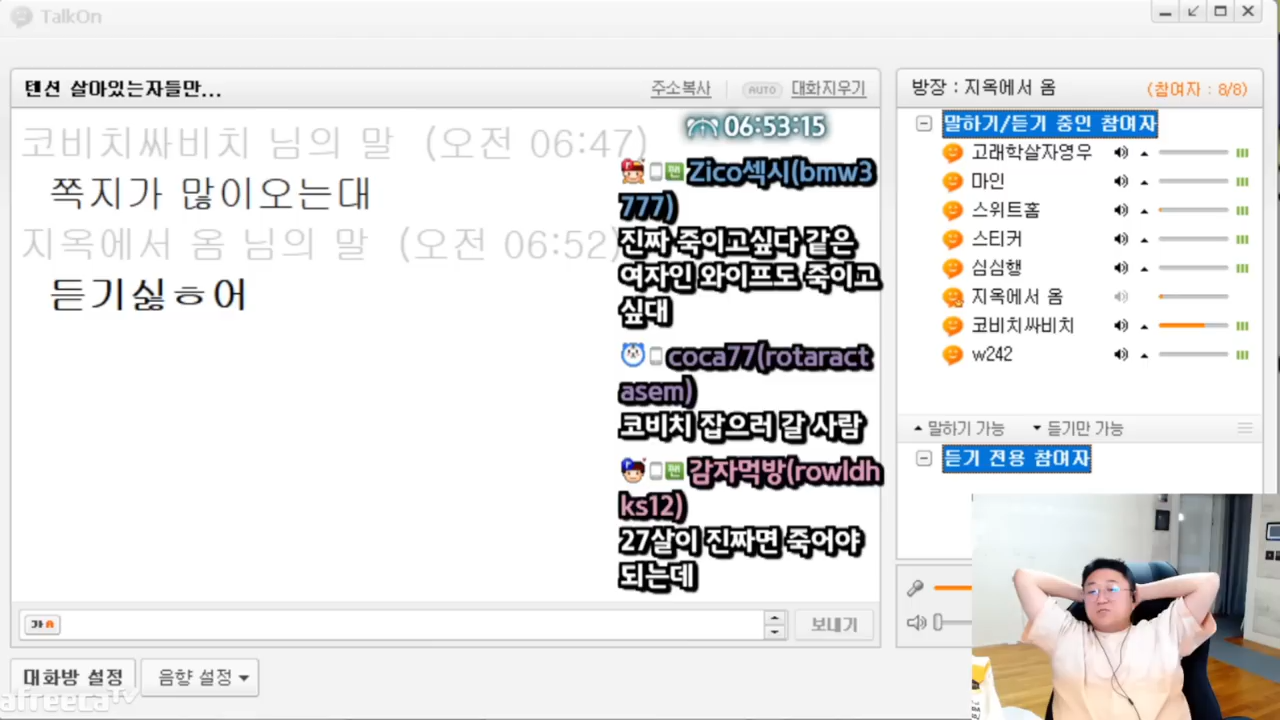 TalkOn
텐션 살아있는자들만...
주소복사
AUTO
대화지우기
코비치싸비치 님의 말 (오전 06:47)
쪽지가 많이오는대
지옥에서 옴 님의 말 (오전 06:52)
듣기싫ㅎ어
06:53:15
팬 Zico섹시(bmw3
777)
진짜 죽이고싶다 같은
여자인 와이프도 죽이고
싶대
coca77(rotaract
asem)
코비치 잡으러 갈 사람
팬 감자먹방(rowldh
ks12)
27살이 진짜면 죽어야
되는데
가
보내기
대화방 설정
음향 설정
afreecaTV
방장 : 지옥에서 옴
(참여자 : 8/8)
말하기/듣기 중인 참여자
고래학살자영우
마인
스위트홈
스티커
심심행
지옥에서 옴
코비치싸비치
w242
말하기 가능
듣기만 가능
듣기 전용 참여자